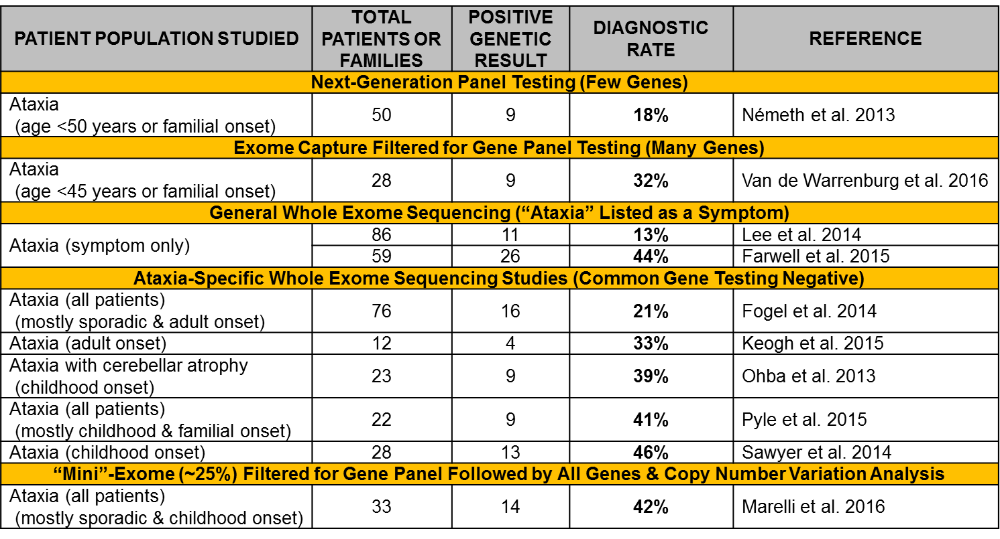 PATIENT POPULATION STUDIED
TOTAL
PATIENTS OR
FAMILIES
POSITIVE
GENETIC
RESULT
DIAGNOSTIC
RATE
REFERENCE
Next-Generation Panel Testing (Few Genes)
Ataxia
(age <50 years or familial onset)
50
9
18%
Németh et al. 2013
Exome Capture Filtered for Gene Panel Testing (Many Genes)
Ataxia
(age <45 years or familial onset)
28
9
32%
Van de Warrenburg et al. 2016
General Whole Exome Sequencing (“Ataxia” Listed as a Symptom)
Ataxia (symptom only)
86
11
13%
Lee et al. 2014
59
26
44%
Farwell et al. 2015
Ataxia-Specific Whole Exome Sequencing Studies (Common Gene Testing Negative)
Ataxia (all patients)
(mostly sporadic & adult onset)
76
16
21%
Fogel et al. 2014
Ataxia (adult onset)
12
4
33%
Keogh et al. 2015
Ataxia with cerebellar atrophy
(childhood onset)
23
9
39%
Ohba et al. 2013
Ataxia (all patients)
(mostly childhood & familial onset)
22
9
41%
Pyle et al. 2015
Ataxia (childhood onset)
28
13
46%
Sawyer et al. 2014
“Mini”-Exome (~25%) Filtered for Gene Panel Followed by All Genes & Copy Number Variation Analysis
Ataxia (all patients)
(mostly sporadic & childhood onset)
33
14
42%
Marelli et al. 2016